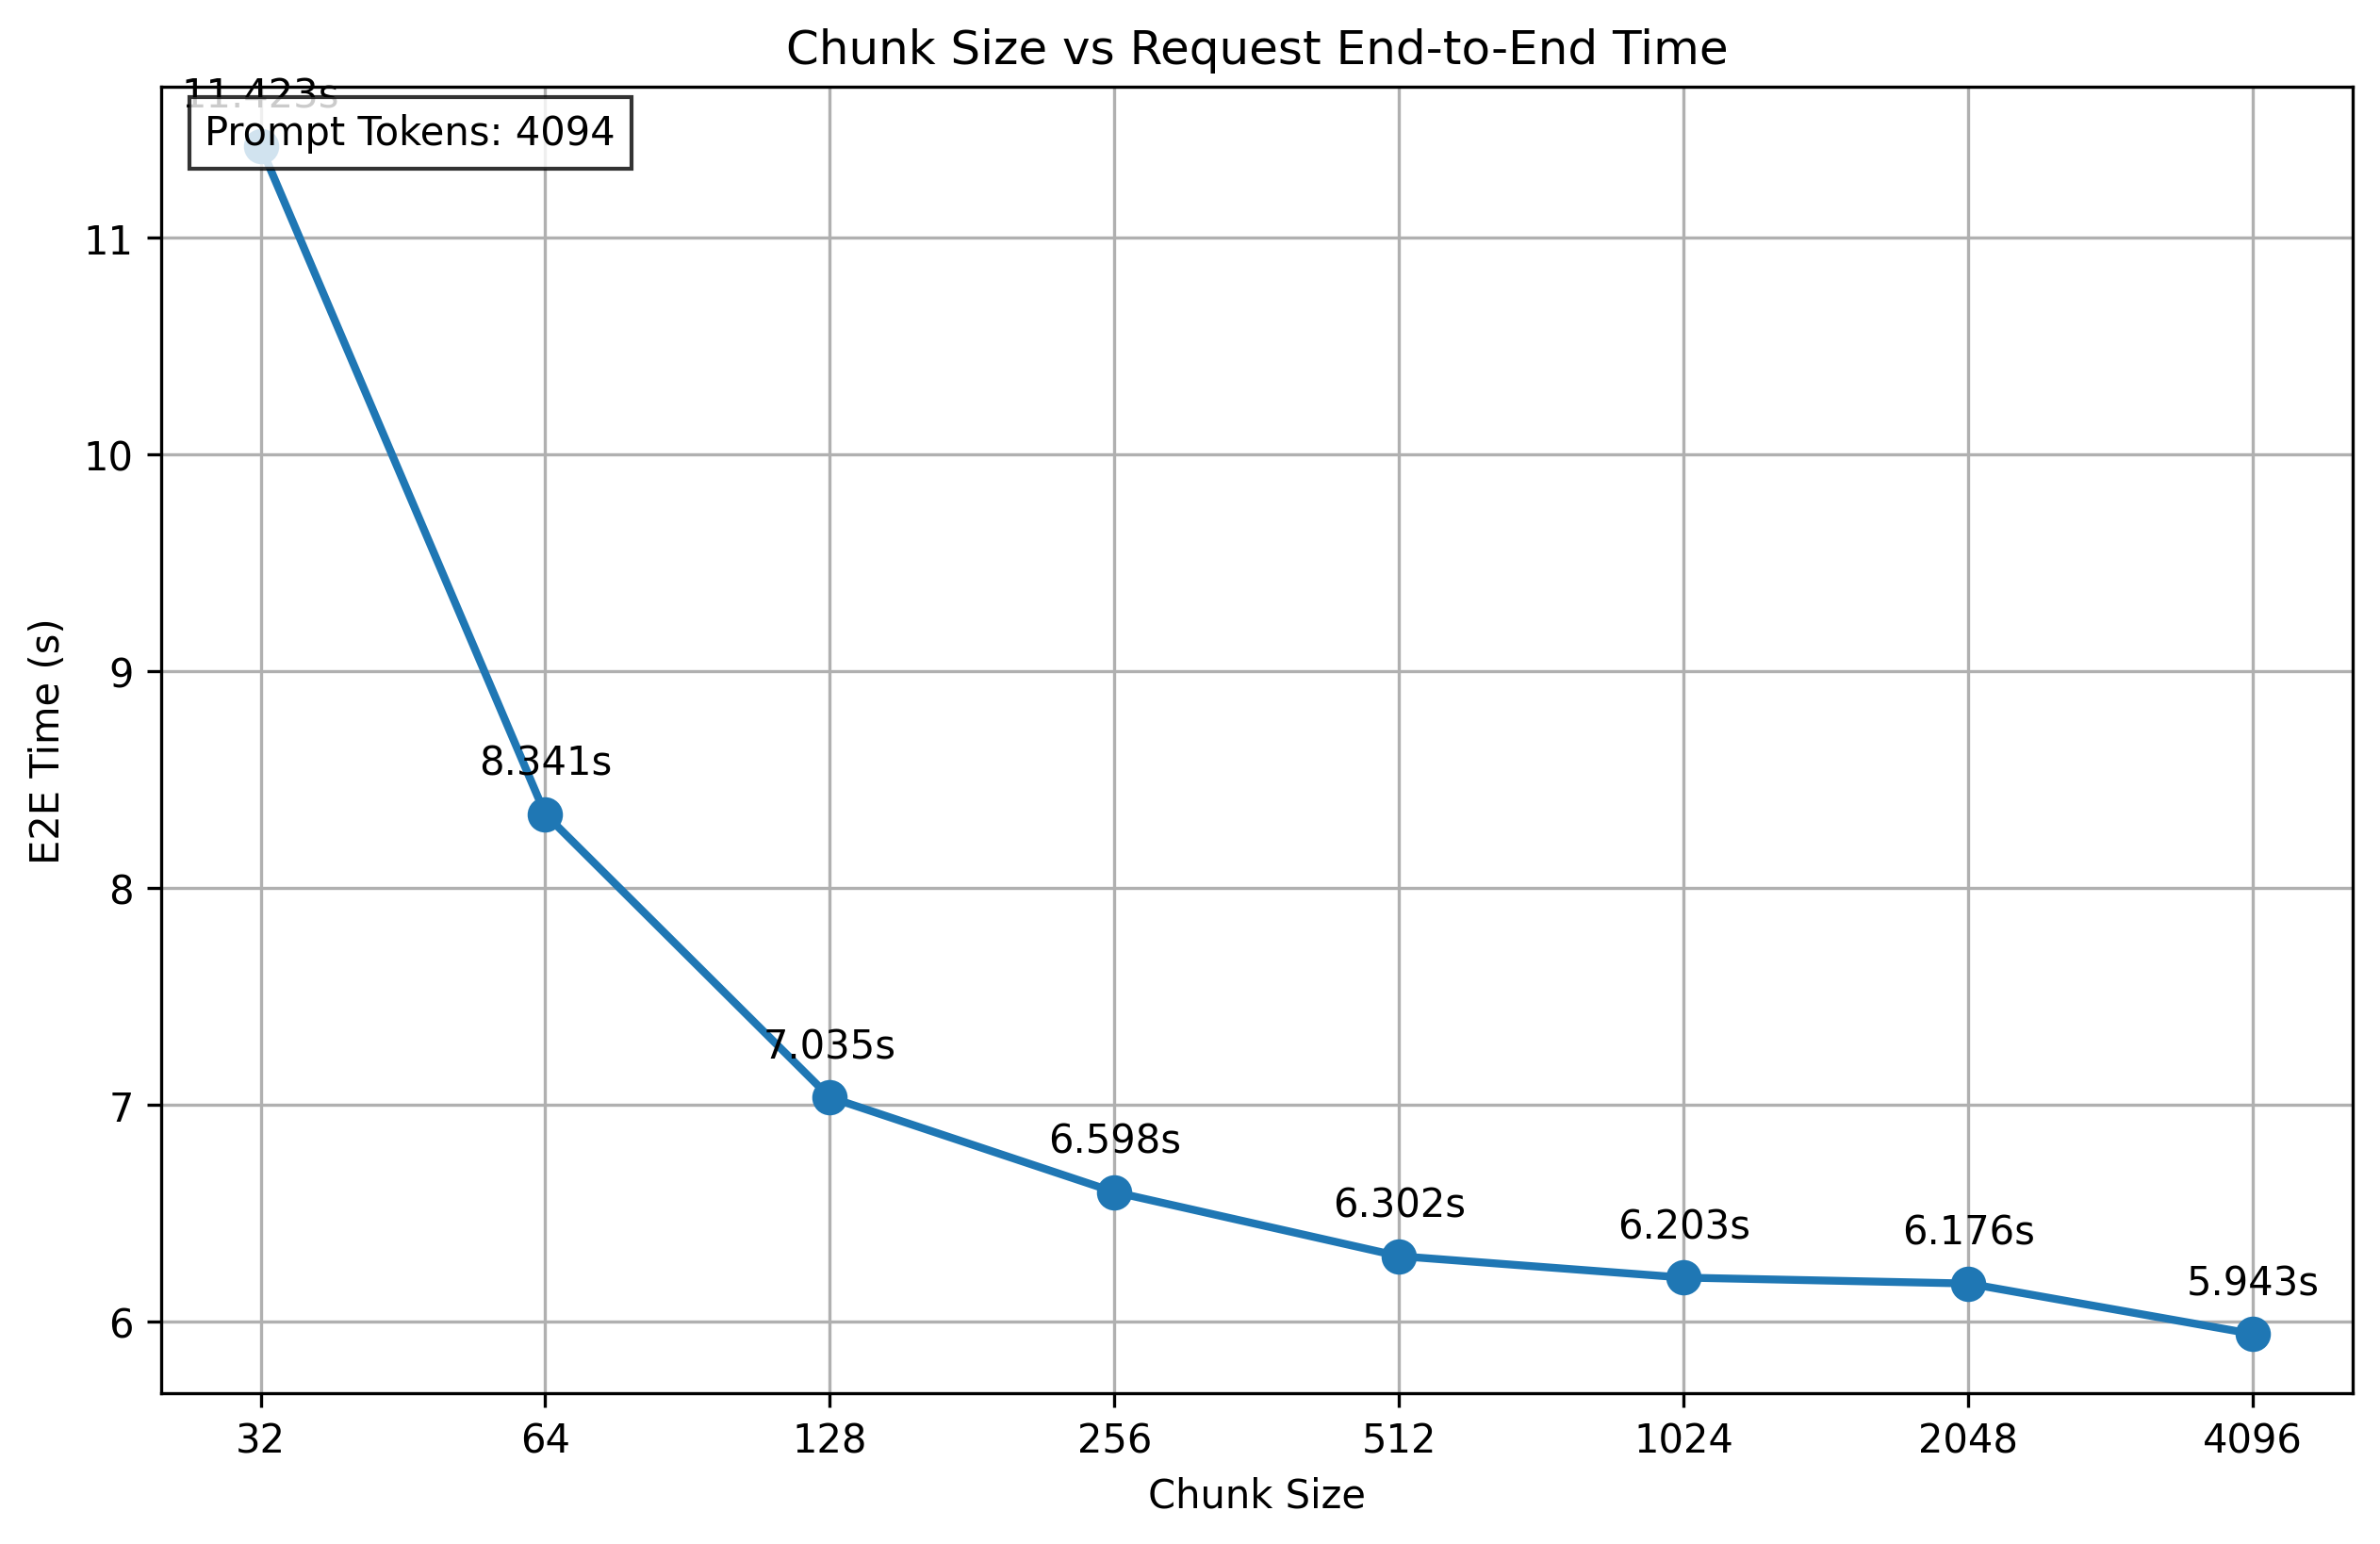 Chunk Size vs Request End-to-End Time
11.423s
Prompt Tokens: 4094
11
10
9
8
7
6
E2E Time (s)
8.341s
7.035s
6.598s
6.302s
6.203s
6.176s
5.943s
32 64 128 256 512 1024 2048 4096
Chunk Size